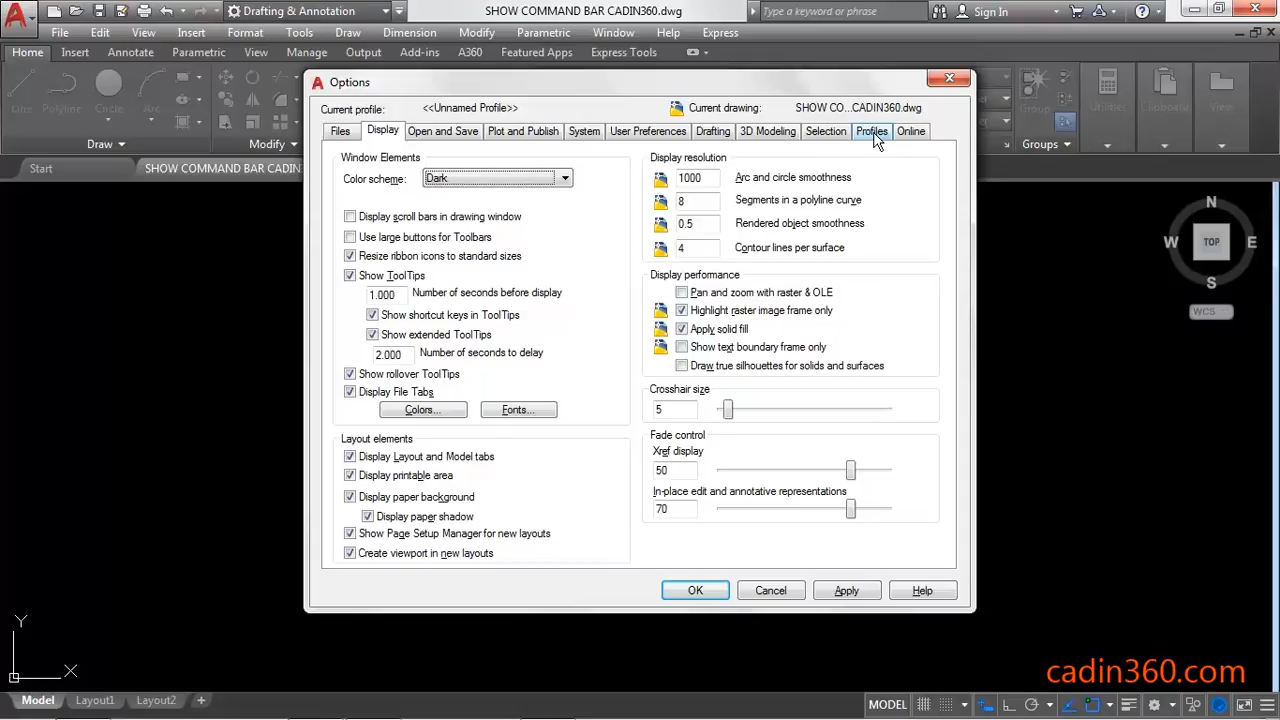 Drafting & Annotation
SHOW COMMAND BAR CADIN360.dwg
Type a keyword or phrase
Sign In
File Edit View Insert Format Tools Draw Dimension Modify Parametric Window Help Express
Home Insert Annotate Parametric View Manage Output Add-ins A360 Featured Apps Express Tools
Line Polyline Circle Arc
Group
Utilities
Clipboard
View
Draw
Modify
Groups
Start
SHOW COMMAND BAR CADIN
Options
Current profile:
<<Unnamed Profile>>
Current drawing:
SHOW CO...CADIN360.dwg
Files Display Open and Save Plot and Publish System User Preferences Drafting 3D Modeling Selection Profiles Online
Window Elements
Color scheme:
Dark
Display scroll bars in drawing window
Use large buttons for Toolbars
Resize ribbon icons to standard sizes
Show ToolTips
1.000 Number of seconds before display
Show shortcut keys in ToolTips
Show extended ToolTips
2.000 Number of seconds to delay
Show rollover ToolTips
Display File Tabs
Colors... Fonts...
Layout elements
Display Layout and Model tabs
Display printable area
Display paper background
Display paper shadow
Show Page Setup Manager for new layouts
Create viewport in new layouts
Display resolution
1000 Arc and circle smoothness
8 Segments in a polyline curve
0.5 Rendered object smoothness
4 Contour lines per surface
Display performance
Pan and zoom with raster & OLE
Highlight raster image frame only
Apply solid fill
Show text boundary frame only
Draw true silhouettes for solids and surfaces
Crosshair size
5
Fade control
Xref display
50
In-place edit and annotative representations
70
OK Cancel Apply Help
N
W TOP E
S
WCS
Y
X
cadin360.com
Model Layout1 Layout2 +
MODEL